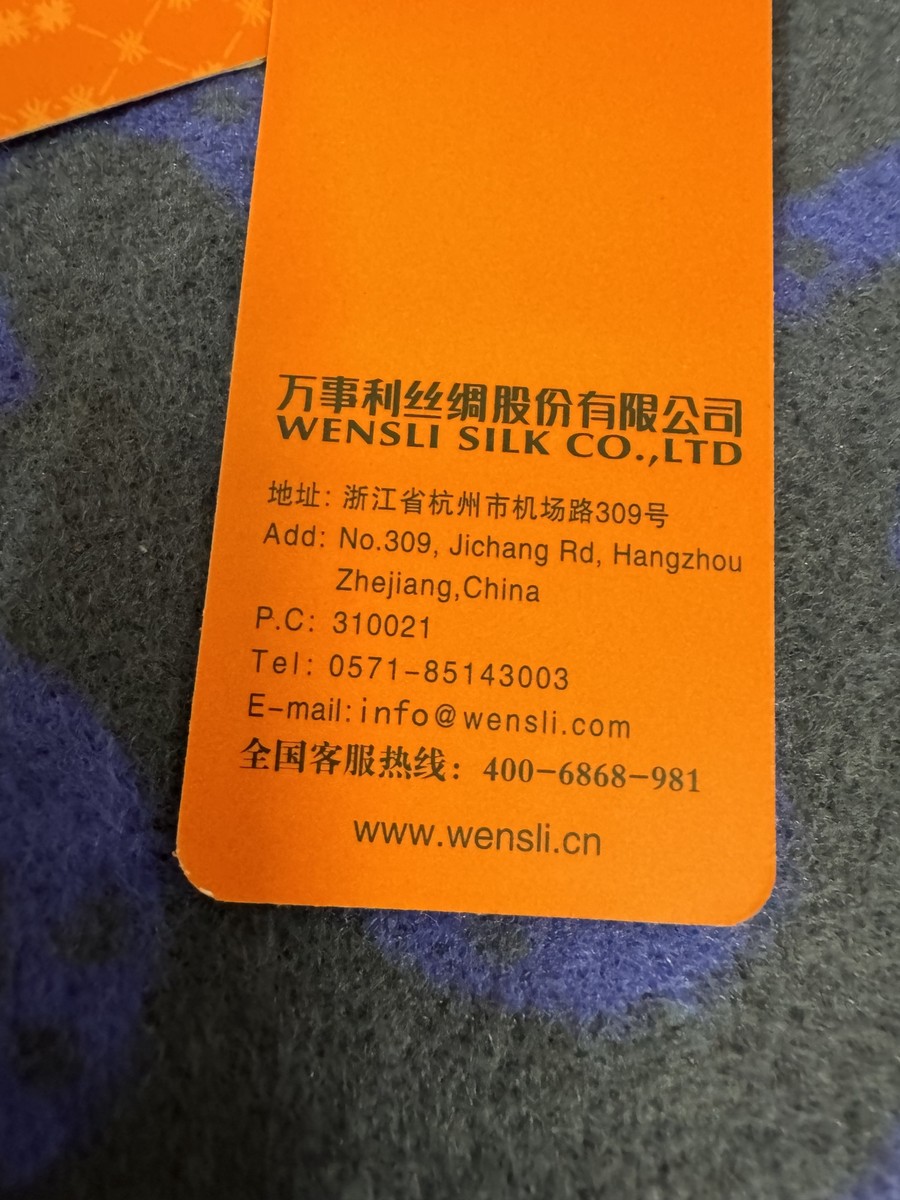 万事利丝绸股份有限公司
WENSLI SILK CO.,LTD
地址: 浙江省杭州市机场路309号
Add: No.309, Jichang Rd, Hangzhou
Zhejiang,China
P.C: 310021
Tel: 0571-85143003
E-mail:info@wensli.com
全国客服热线: 400-6868-981
www.wensli.cn